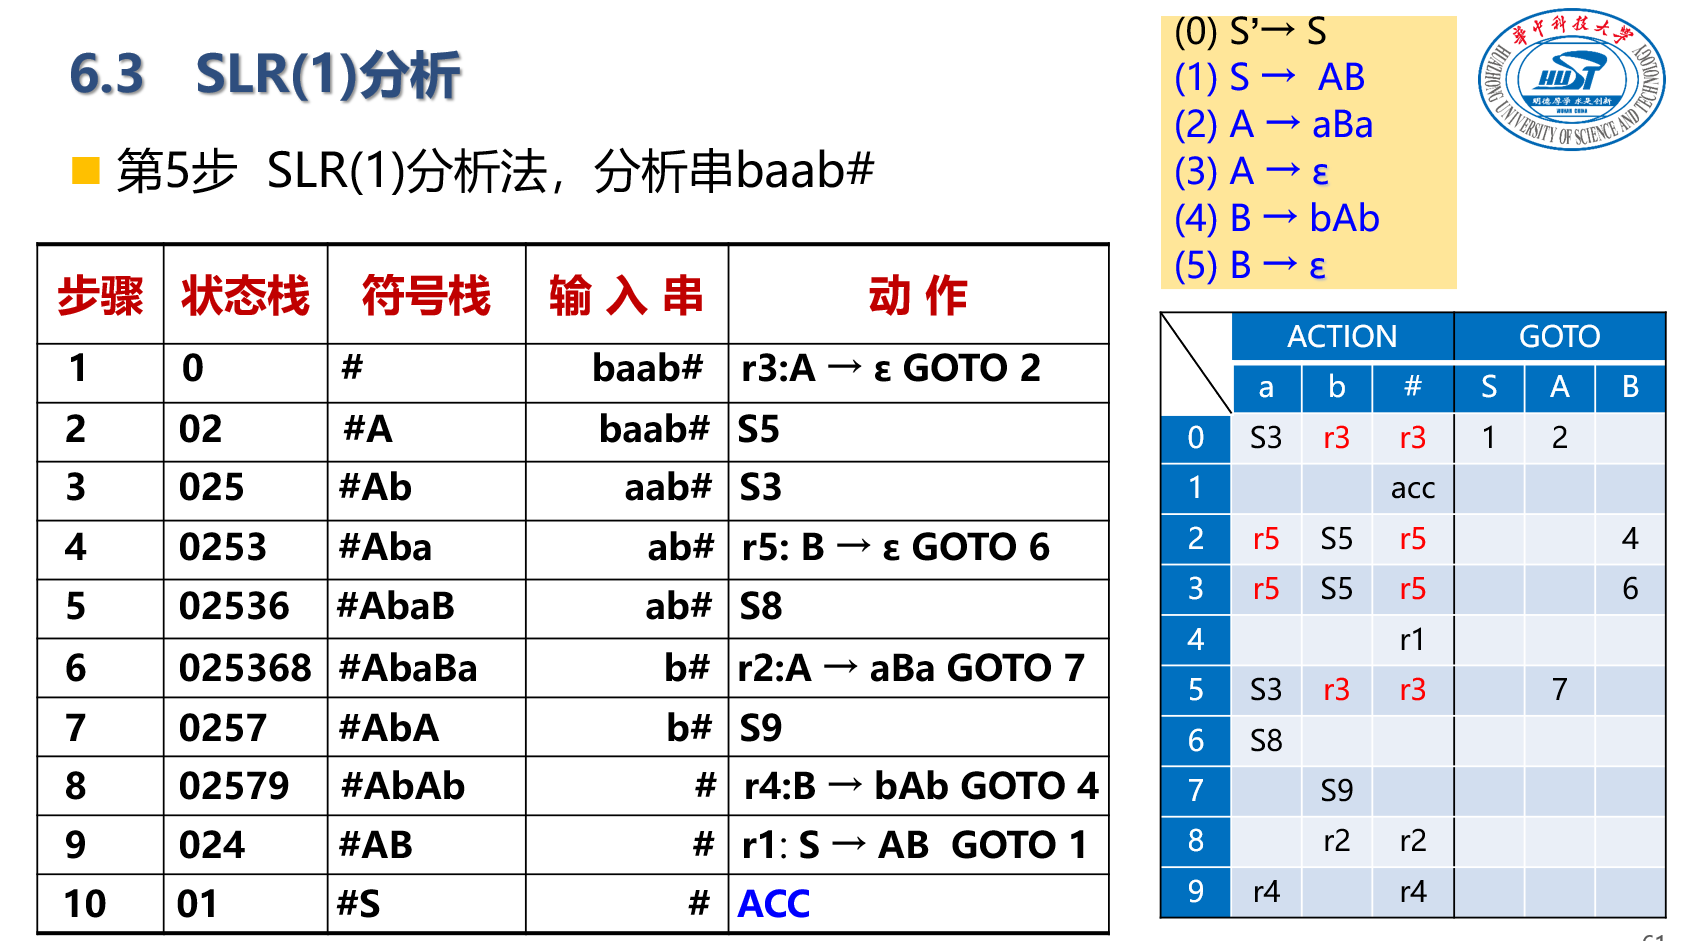 6.3 SLR(1)分析
第5步 SLR(1)分析法，分析串baab#
(0) S’→ S
(1) S → AB
(2) A → aBa
(3) A → ε
(4) B → bAb
(5) B → ε
华中科技大学
HUAZHONG UNIVERSITY OF SCIENCE AND TECHNOLOGY
HUST
明德厚学 求是创新
步骤 状态栈 符号栈 输 入 串 动 作
1 0 # baab# r3:A → ε GOTO 2
2 02 #A baab# S5
3 025 #Ab aab# S3
4 0253 #Aba ab# r5: B → ε GOTO 6
5 02536 #AbaB ab# S8
6 025368 #AbaBa b# r2:A → aBa GOTO 7
7 0257 #AbA b# S9
8 02579 #AbAb # r4:B → bAb GOTO 4
9 024 #AB # r1: S → AB GOTO 1
10 01 #S # ACC
ACTION GOTO
a b # S A B
0 S3 r3 r3 1 2
1 acc
2 r5 S5 r5 4
3 r5 S5 r5 6
4 r1
5 S3 r3 r3 7
6 S8
7 S9
8 r2 r2
9 r4 r4